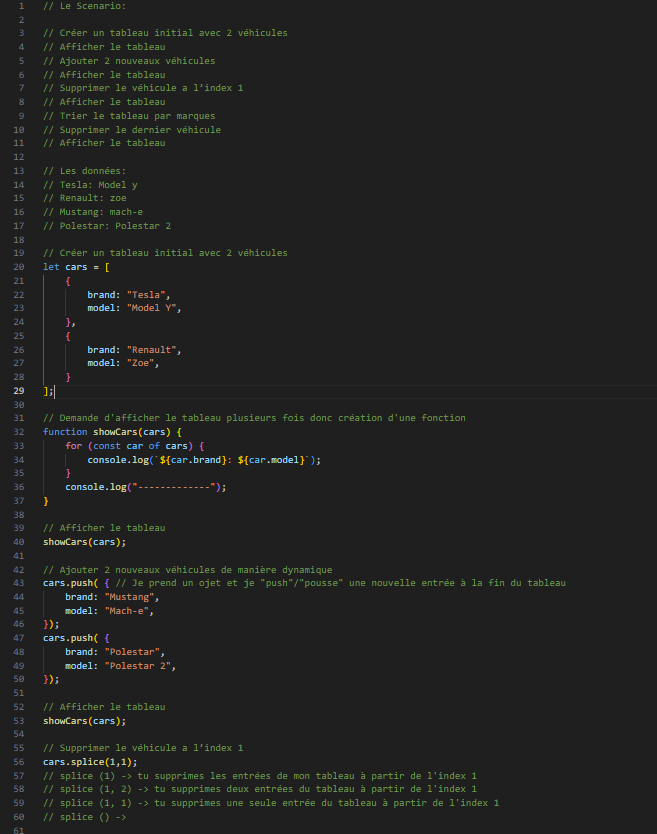 1 // Le Scenario:
2
3 // Créer un tableau initial avec 2 véhicules
4 // Afficher le tableau
5 // Ajouter 2 nouveaux véhicules
6 // Afficher le tableau
7 // Supprimer le véhicule a l’index 1
8 // Afficher le tableau
9 // Trier le tableau par marques
10 // Supprimer le dernier véhicule
11 // Afficher le tableau
12
13 // Les données:
14 // Tesla: Model y
15 // Renault: zoe
16 // Mustang: mach-e
17 // Polestar: Polestar 2
18
19 // Créer un tableau initial avec 2 véhicules
20 let cars = [
21     {
22         brand: "Tesla",
23         model: "Model Y",
24     },
25     {
26         brand: "Renault",
27         model: "Zoe",
28     }
29 ];
30
31 // Demande d'afficher le tableau plusieurs fois donc création d'une fonction
32 function showCars(cars) {
33     for (const car of cars) {
34         console.log(`${car.brand}: ${car.model}`);
35     }
36     console.log("-------------");
37 }
38
39 // Afficher le tableau
40 showCars(cars);
41
42 // Ajouter 2 nouveaux véhicules de manière dynamique
43 cars.push( { // Je prend un ojet et je "push"/"pousse" une nouvelle entrée à la fin du tableau
44     brand: "Mustang",
45     model: "Mach-e",
46 });
47 cars.push( {
48     brand: "Polestar",
49     model: "Polestar 2",
50 });
51
52 // Afficher le tableau
53 showCars(cars);
54
55 // Supprimer le véhicule a l’index 1
56 cars.splice(1,1);
57 // splice (1) -> tu supprimes les entrées de mon tableau à partir de l'index 1
58 // splice (1, 2) -> tu supprimes deux entrées du tableau à partir de l'index 1
59 // splice (1, 1) -> tu supprimes une seule entrée du tableau à partir de l'index 1
60 // splice () ->
61